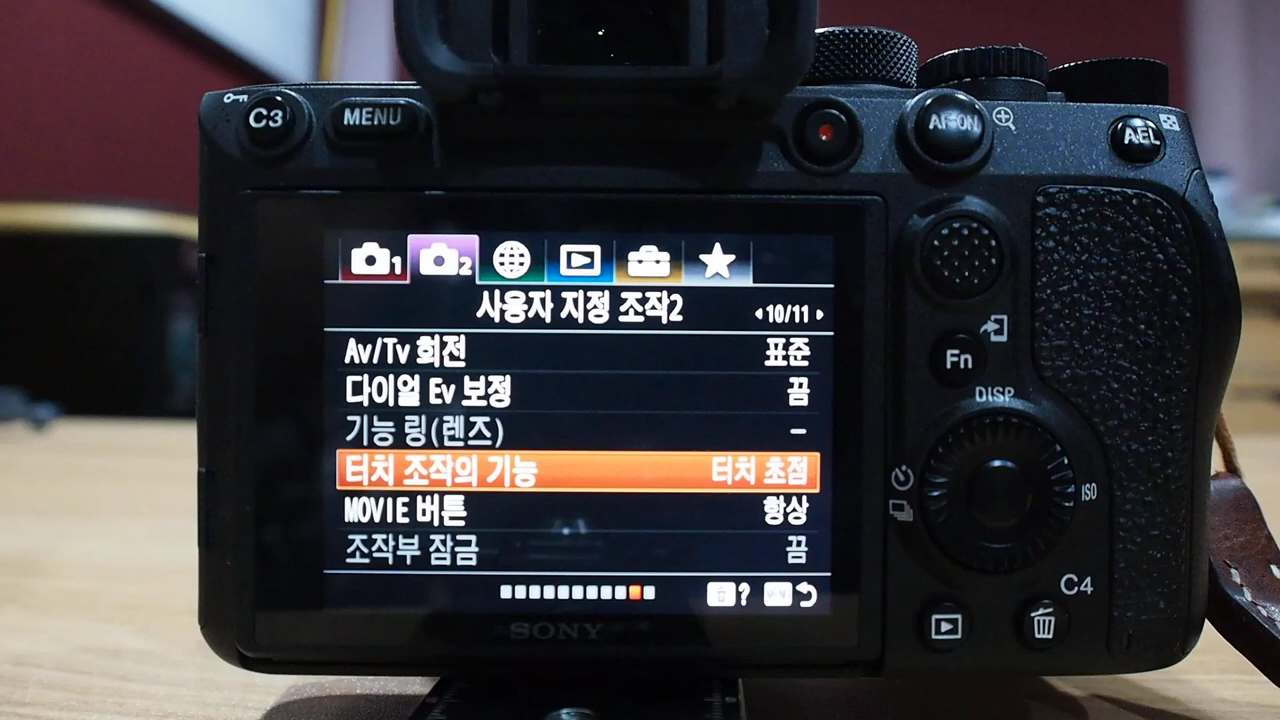 C3
MENU
AF-ON
AEL
1
2
사용자 지정 조작2
10/11
Av/Tv 회전 표준
다이얼 Ev 보정 끔
기능 링(렌즈) –
터치 조작의 기능 터치 초점
MOVIE 버튼 항상
조작부 잠금 끔
?
Fn
DISP
ISO
C4
SONY